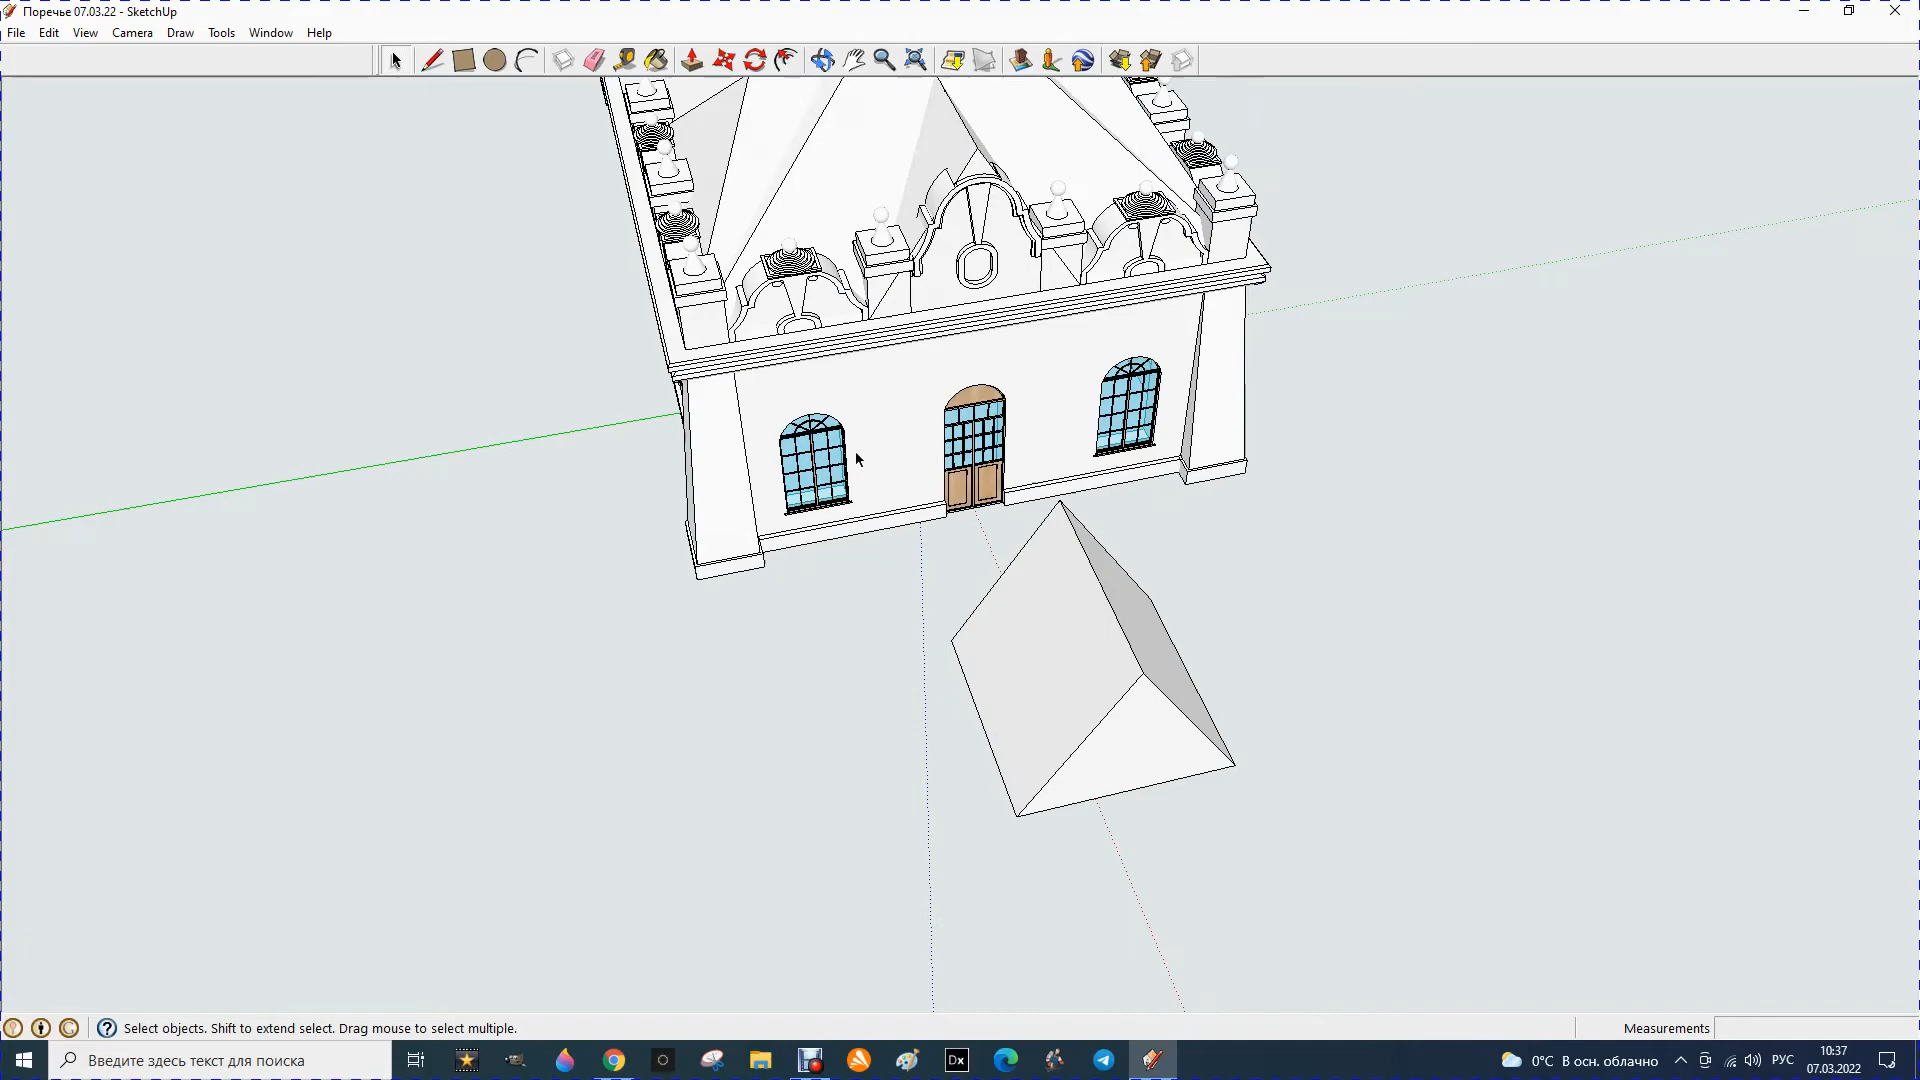 Поречье 07.03.22 - SketchUp
File Edit View Camera Draw Tools Window Help
Select objects. Shift to extend select. Drag mouse to select multiple.
Measurements
Введите здесь текст для поиска
Dx
0°C В осн. облачно
РУС
10:37
07.03.2022